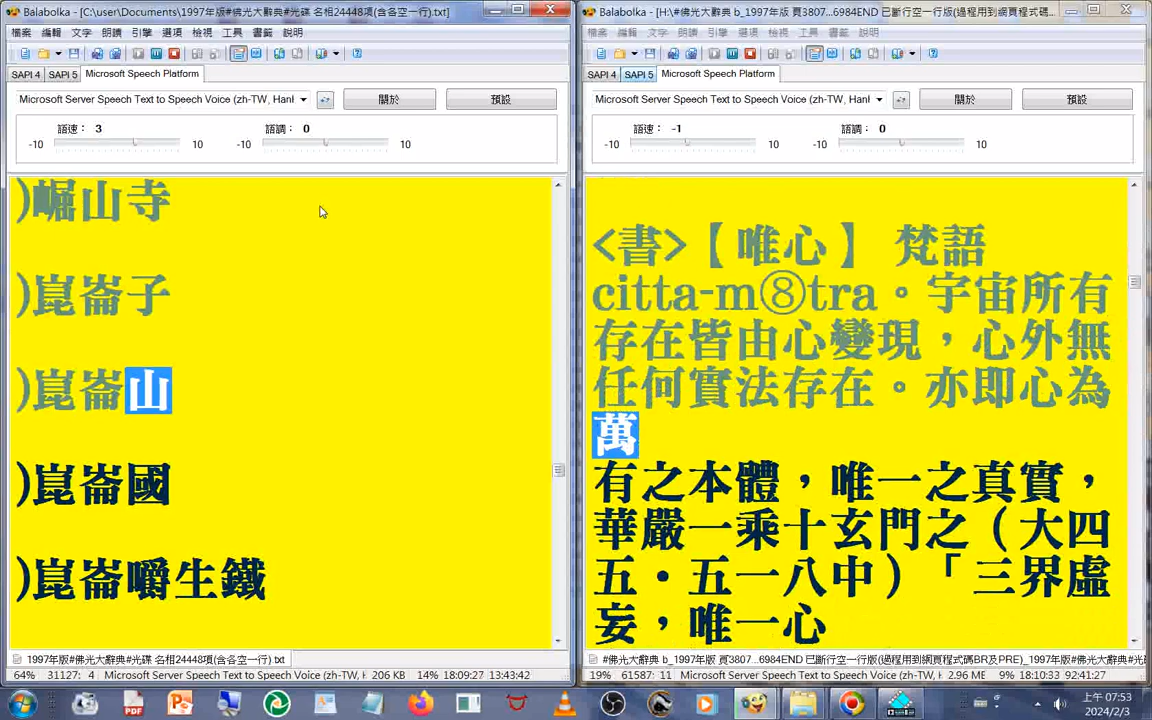 Balabolka - [C:\user\Documents\1997年版#佛光大辭典#光碟 名相24448項(含各空一行).txt]
檔案 編輯 文字 朗讀 引擎 選項 檢視 工具 書籤 說明
SAPI 4 SAPI 5 Microsoft Speech Platform
Microsoft Server Speech Text to Speech Voice (zh-TW, Hanl 關於 預設
語速： 3 語調： 0
-10 10 -10 10
)崛山寺
)崑崙子
)崑崙山
)崑崙國
)崑崙嚼生鐵
1997年版#佛光大辭典#光碟 名相24448項(含各空一行).txt
64% 31127: 4 Microsoft Server Speech Text to Speech Voice (zh-TW, H 206 KB 14% 18:09:27 13:43:42
Balabolka - [H:\#佛光大辭典 b_1997年版 頁3807...6984END 已斷行空一行版(過程用到網頁程式碼
檔案 編輯 文字 朗讀 引擎 選項 檢視 工具 書籤 說明
SAPI 4 SAPI 5 Microsoft Speech Platform
Microsoft Server Speech Text to Speech Voice (zh-TW, Hanl 關於 預設
語速： -1 語調： 0
-10 10 -10 10
<書>【唯心】 梵語
citta-m⑧tra。宇宙所有
存在皆由心變現，心外無
任何實法存在。亦即心為
萬
有之本體，唯一之真實，
華嚴一乘十玄門之（大四
五・五一八中）「三界虛
妄，唯一心
#佛光大辭典 b_1997年版 頁3807...6984END 已斷行空一行版(過程用到網頁程式碼BR及PRE)_1997年版#光
19% 61587: 11 Microsoft Server Speech Text to Speech Voice (zh-TW, H 2.96 ME 9% 18:10:33 92:41:27
上午 07:53
2024/2/3